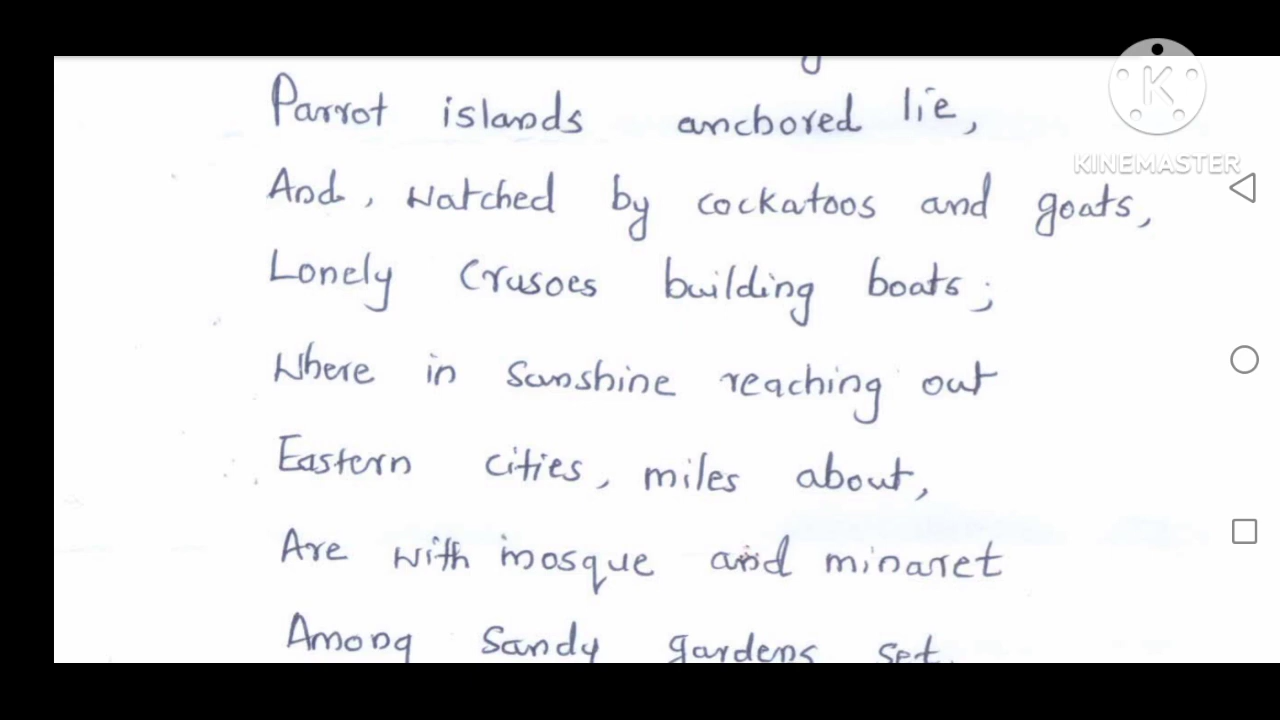 Parrot islands anchored lie,
And, watched by cockatoos and goats,
Lonely Crusoes building boats;
Where in sunshine reaching out
Eastern cities, miles about,
Are with mosque and minaret
Among Sandy gardens set,
K
KINEMASTER